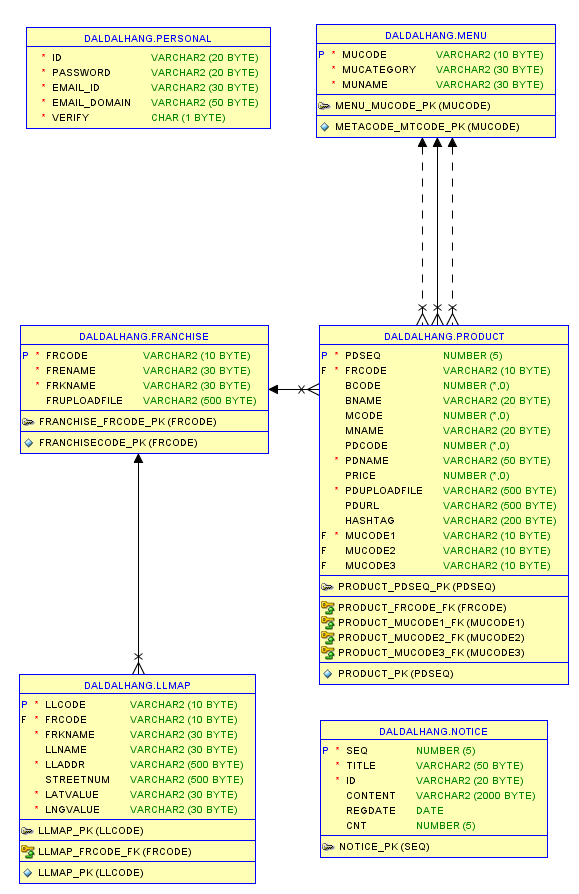 DALDALHANG.PERSONAL
* ID VARCHAR2 (20 BYTE)
* PASSWORD VARCHAR2 (20 BYTE)
* EMAIL_ID VARCHAR2 (30 BYTE)
* EMAIL_DOMAIN VARCHAR2 (50 BYTE)
* VERIFY CHAR (1 BYTE)
DALDALHANG.MENU
P * MUCODE VARCHAR2 (10 BYTE)
* MUCATEGORY VARCHAR2 (30 BYTE)
* MUNAME VARCHAR2 (30 BYTE)
MENU_MUCODE_PK (MUCODE)
METACODE_MTCODE_PK (MUCODE)
DALDALHANG.FRANCHISE
P * FRCODE VARCHAR2 (10 BYTE)
* FRENAME VARCHAR2 (30 BYTE)
* FRKNAME VARCHAR2 (30 BYTE)
FRUPLOADFILE VARCHAR2 (500 BYTE)
FRANCHISE_FRCODE_PK (FRCODE)
FRANCHISECODE_PK (FRCODE)
DALDALHANG.PRODUCT
P * PDSEQ NUMBER (5)
F * FRCODE VARCHAR2 (10 BYTE)
BCODE NUMBER (*,0)
BNAME VARCHAR2 (20 BYTE)
MCODE NUMBER (*,0)
MNAME VARCHAR2 (20 BYTE)
PDCODE NUMBER (*,0)
* PDNAME VARCHAR2 (50 BYTE)
PRICE NUMBER (*,0)
* PDUPLOADFILE VARCHAR2 (500 BYTE)
PDURL VARCHAR2 (500 BYTE)
HASHTAG VARCHAR2 (200 BYTE)
F * MUCODE1 VARCHAR2 (10 BYTE)
F MUCODE2 VARCHAR2 (10 BYTE)
F MUCODE3 VARCHAR2 (10 BYTE)
PRODUCT_PDSEQ_PK (PDSEQ)
PRODUCT_FRCODE_FK (FRCODE)
PRODUCT_MUCODE1_FK (MUCODE1)
PRODUCT_MUCODE2_FK (MUCODE2)
PRODUCT_MUCODE3_FK (MUCODE3)
PRODUCT_PK (PDSEQ)
DALDALHANG.LLMAP
P * LLCODE VARCHAR2 (10 BYTE)
F * FRCODE VARCHAR2 (10 BYTE)
* FRKNAME VARCHAR2 (30 BYTE)
LLNAME VARCHAR2 (30 BYTE)
* LLADDR VARCHAR2 (500 BYTE)
STREETNUM VARCHAR2 (500 BYTE)
* LATVALUE VARCHAR2 (30 BYTE)
* LNGVALUE VARCHAR2 (30 BYTE)
LLMAP_PK (LLCODE)
LLMAP_FRCODE_FK (FRCODE)
LLMAP_PK (LLCODE)
DALDALHANG.NOTICE
P * SEQ NUMBER (5)
* TITLE VARCHAR2 (50 BYTE)
* ID VARCHAR2 (20 BYTE)
CONTENT VARCHAR2 (2000 BYTE)
REGDATE DATE
CNT NUMBER (5)
NOTICE_PK (SEQ)